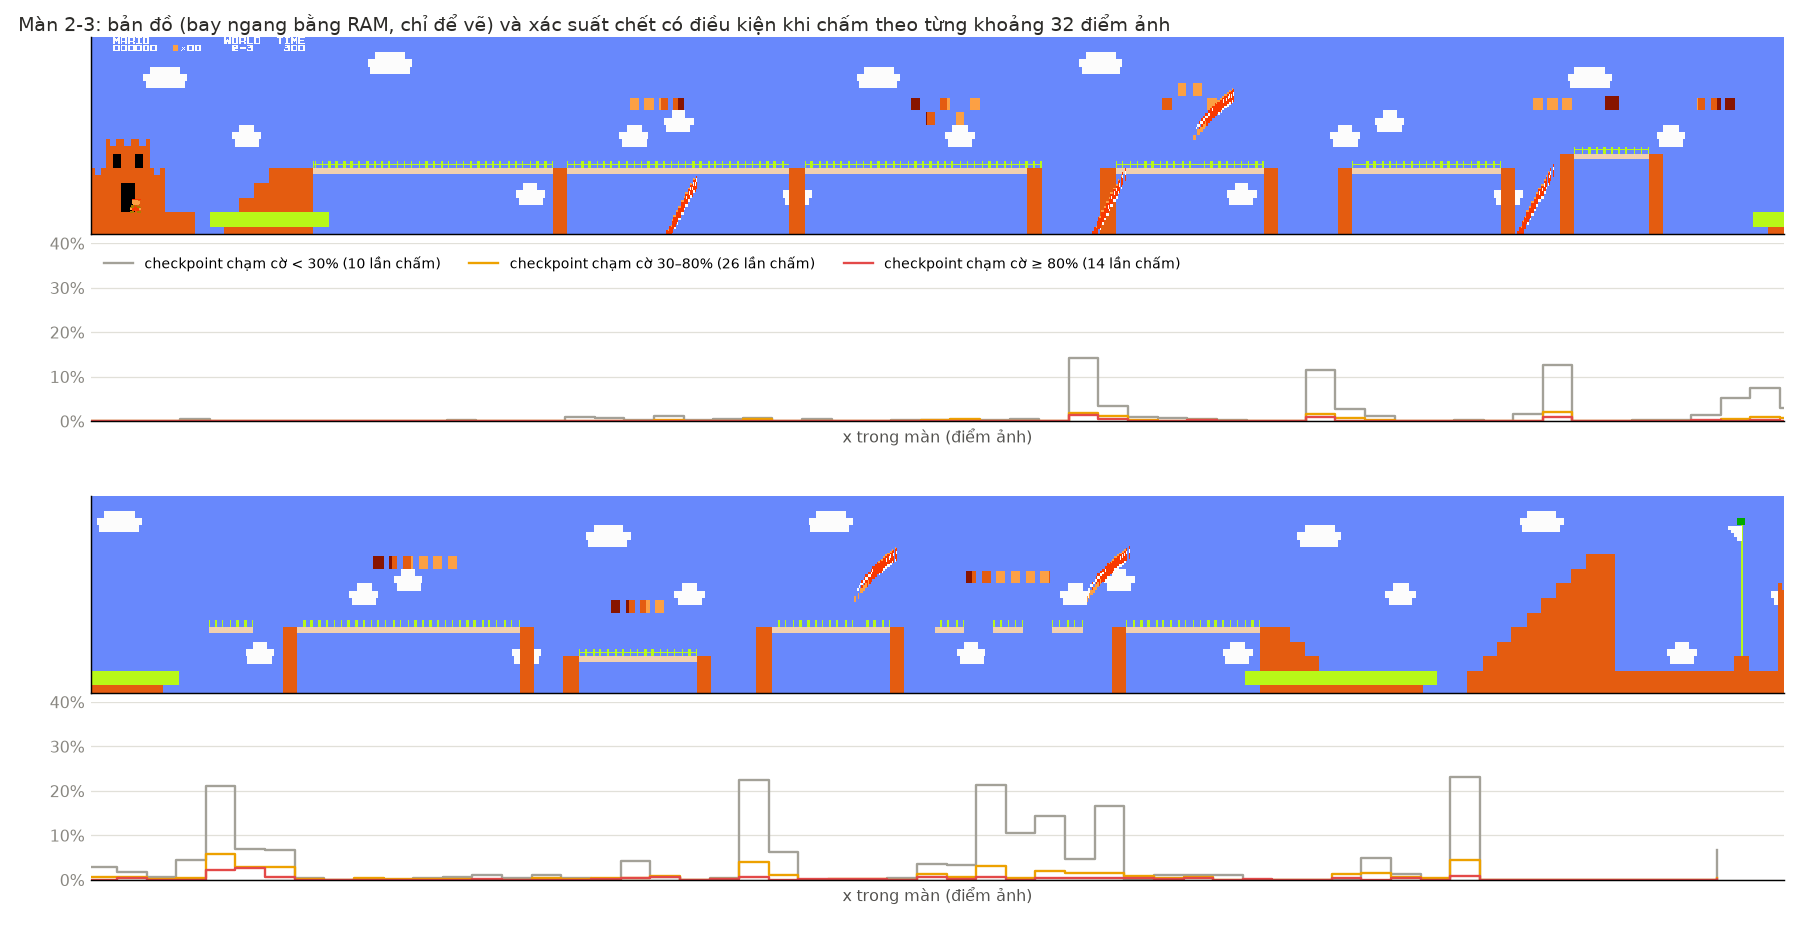 Màn 2-3: bản đồ (bay ngang bằng RAM, chỉ để vẽ) và xác suất chết có điều kiện khi chấm theo từng khoảng 32 điểm ảnh
MARIO WORLD TIME
000000 ×00 2-3 300
40%
checkpoint chạm cờ < 30% (10 lần chấm) checkpoint chạm cờ 30–80% (26 lần chấm) checkpoint chạm cờ ≥ 80% (14 lần chấm)
30%
20%
10%
0%
x trong màn (điểm ảnh)
40%
30%
20%
10%
0%
x trong màn (điểm ảnh)